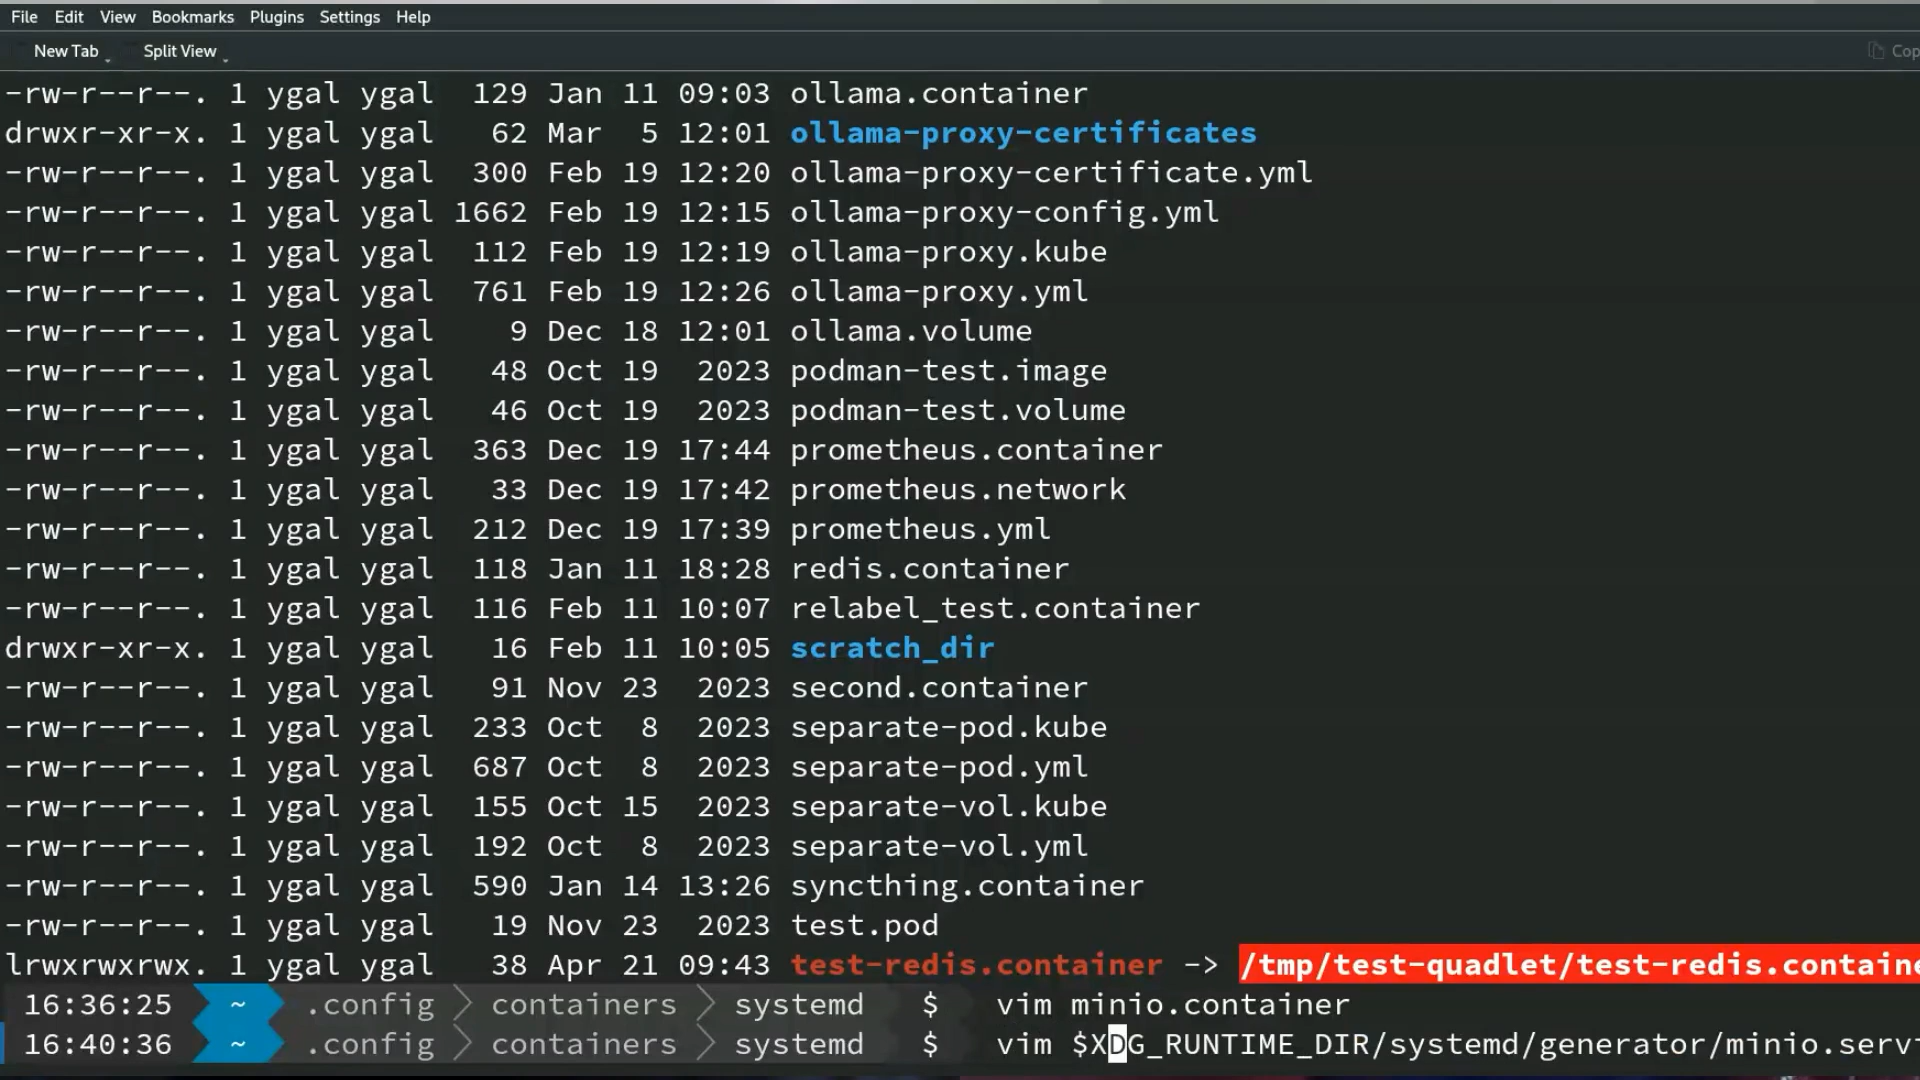 File Edit View Bookmarks Plugins Settings Help
New Tab Split View
-rw-r--r--. 1 ygal ygal 129 Jan 11 09:03 ollama.container
drwxr-xr-x. 1 ygal ygal 62 Mar 5 12:01 ollama-proxy-certificates
-rw-r--r--. 1 ygal ygal 300 Feb 19 12:20 ollama-proxy-certificate.yml
-rw-r--r--. 1 ygal ygal 1662 Feb 19 12:15 ollama-proxy-config.yml
-rw-r--r--. 1 ygal ygal 112 Feb 19 12:19 ollama-proxy.kube
-rw-r--r--. 1 ygal ygal 761 Feb 19 12:26 ollama-proxy.yml
-rw-r--r--. 1 ygal ygal 9 Dec 18 12:01 ollama.volume
-rw-r--r--. 1 ygal ygal 48 Oct 19 2023 podman-test.image
-rw-r--r--. 1 ygal ygal 46 Oct 19 2023 podman-test.volume
-rw-r--r--. 1 ygal ygal 363 Dec 19 17:44 prometheus.container
-rw-r--r--. 1 ygal ygal 33 Dec 19 17:42 prometheus.network
-rw-r--r--. 1 ygal ygal 212 Dec 19 17:39 prometheus.yml
-rw-r--r--. 1 ygal ygal 118 Jan 11 18:28 redis.container
-rw-r--r--. 1 ygal ygal 116 Feb 11 10:07 relabel_test.container
drwxr-xr-x. 1 ygal ygal 16 Feb 11 10:05 scratch_dir
-rw-r--r--. 1 ygal ygal 91 Nov 23 2023 second.container
-rw-r--r--. 1 ygal ygal 233 Oct 8 2023 separate-pod.kube
-rw-r--r--. 1 ygal ygal 687 Oct 8 2023 separate-pod.yml
-rw-r--r--. 1 ygal ygal 155 Oct 15 2023 separate-vol.kube
-rw-r--r--. 1 ygal ygal 192 Oct 8 2023 separate-vol.yml
-rw-r--r--. 1 ygal ygal 590 Jan 14 13:26 syncthing.container
-rw-r--r--. 1 ygal ygal 19 Nov 23 2023 test.pod
lrwxrwxrwx. 1 ygal ygal 38 Apr 21 09:43 test-redis.container -> /tmp/test-quadlet/test-redis.containe
16:36:25 ~ .config containers systemd $ vim minio.container
16:40:36 ~ .config containers systemd $ vim $XDG_RUNTIME_DIR/systemd/generator/minio.servi